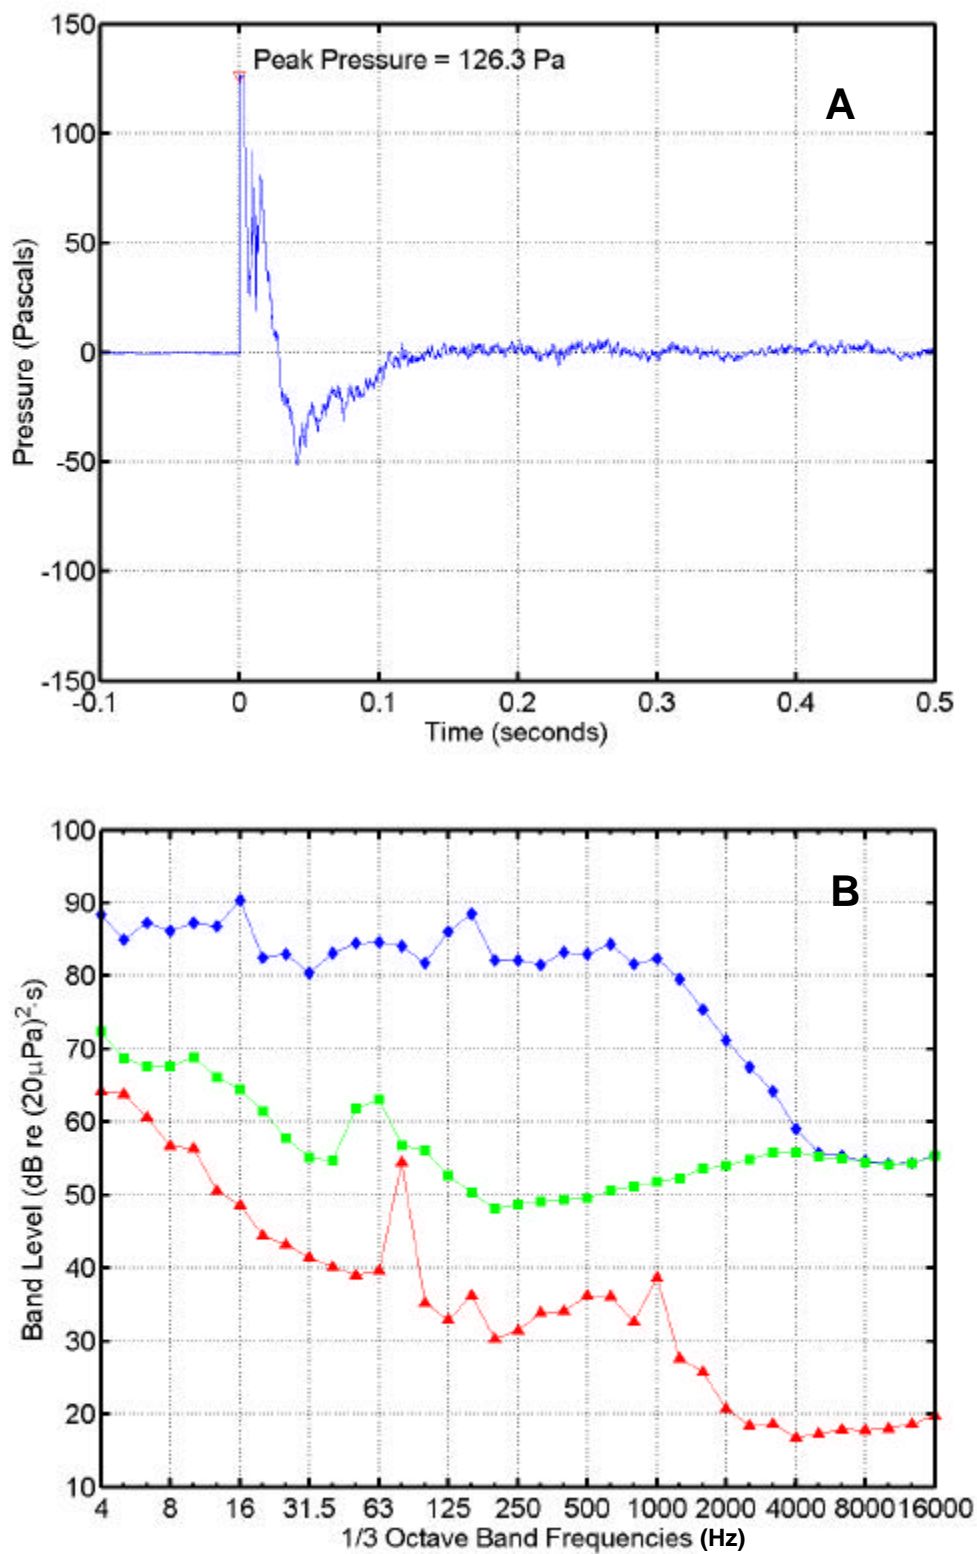 150
Peak Pressure = 126.3 Pa
A
100
50
0
-50
-100
-150
Pressure (Pascals)
-0.1 0 0.1 0.2 0.3 0.4 0.5
Time (seconds)
100
B
90
80
70
60
50
40
30
20
10
Band Level (dB re (20µPa)²·s)
4 8 16 31.5 63 125 250 500 1000 2000 4000 8000 16000
1/3 Octave Band Frequencies (Hz)